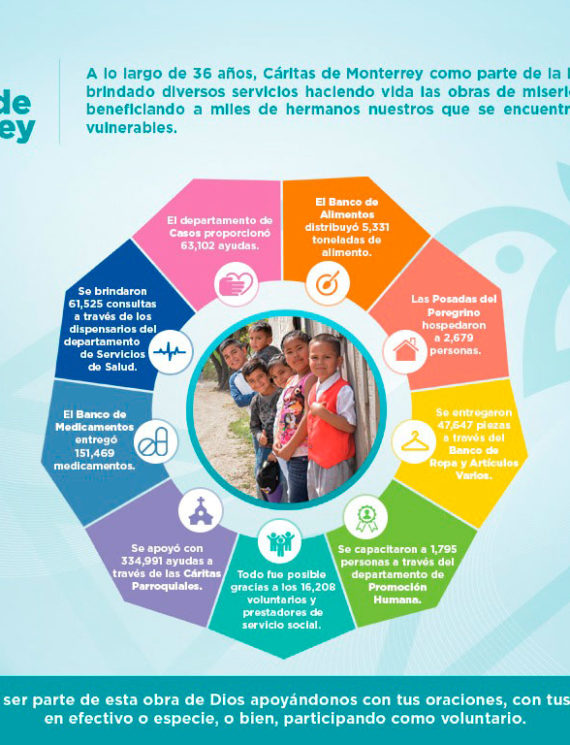 A lo largo de 36 años, Cáritas de Monterrey como parte de la
brindado diversos servicios haciendo vida las obras de
beneficiando a miles de hermanos nuestros que se
vulnerables.
de
ey
El departamento de
Casos proporcionó
63,102 ayudas.
El Banco de
Alimentos
distribuyó 5,331
toneladas de
alimento.
Las Posadas del
Peregrino
hospedaron
a 2,679
personas.
Se entregaron
47,647 piezas
a través del
Banco de
Ropa y Artículos
Varios.
Se capacitaron a 1,795
personas a través del
departamento de
Promoción
Humana.
Todo fue posible
gracias a los 16,208
voluntarios y
prestadores de
servicio social.
Se apoyó con
334,991 ayudas a
través de las Cáritas
Parroquiales.
El Banco de
Medicamentos
entregó
151,469
medicamentos.
Se brindaron
61,525 consultas
a través de los
dispensarios del
departamento
de Servicios
de Salud.
ser parte de esta obra de Dios apoyándonos con tus oraciones, con tus
en efectivo o especie, o bien, participando como voluntario.